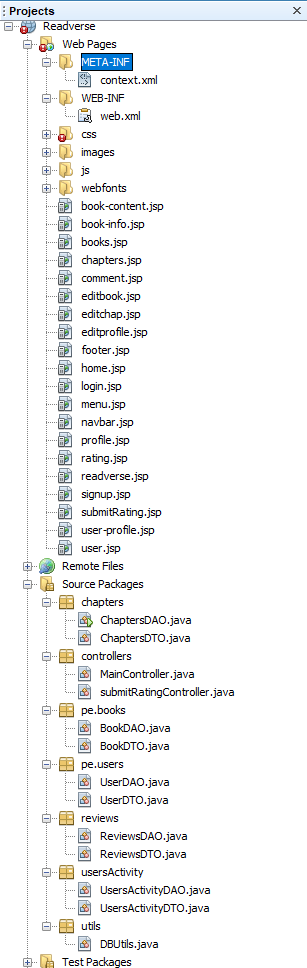 Projects
Readverse
Web Pages
META-INF
context.xml
WEB-INF
web.xml
css
images
js
webfonts
book-content.jsp
book-info.jsp
books.jsp
chapters.jsp
comment.jsp
editbook.jsp
editchap.jsp
editprofile.jsp
footer.jsp
home.jsp
login.jsp
menu.jsp
navbar.jsp
profile.jsp
rating.jsp
readverse.jsp
signup.jsp
submitRating.jsp
user-profile.jsp
user.jsp
Remote Files
Source Packages
chapters
ChaptersDAO.java
ChaptersDTO.java
controllers
MainController.java
submitRatingController.java
pe.books
BookDAO.java
BookDTO.java
pe.users
UserDAO.java
UserDTO.java
reviews
ReviewsDAO.java
ReviewsDTO.java
usersActivity
UsersActivityDAO.java
UsersActivityDTO.java
utils
DBUtils.java
Test Packages